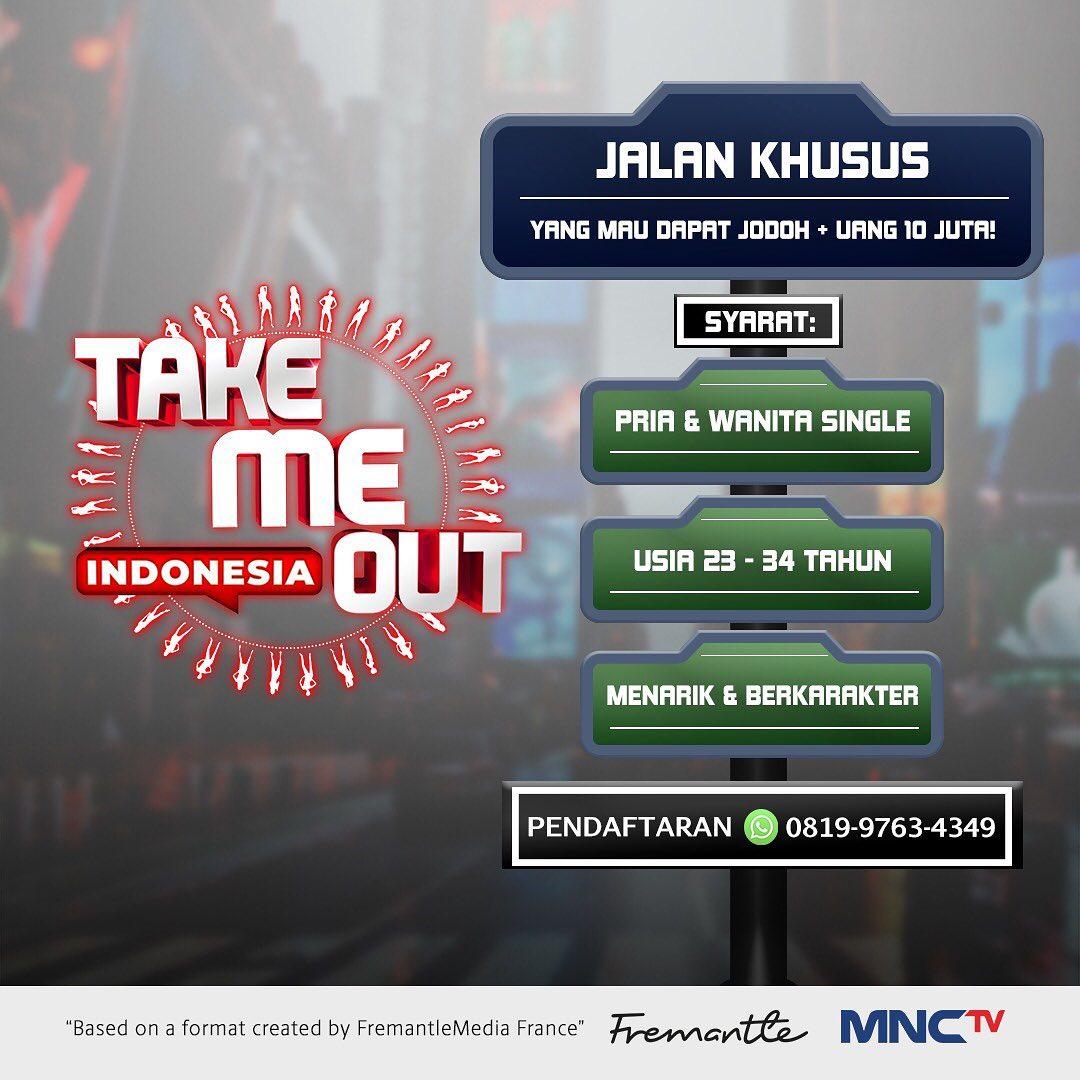 JALAN KHUSUS
YANG MAU DAPAT JODOH + UANG 10 JUTA!
SYARAT:
PRIA & WANITA SINGLE
USIA 23 - 34 TAHUN
MENARIK & BERKARAKTER
PENDAFTARAN 0819-9763-4349
TAKE
ME
OUT
INDONESIA
"Based on a format created by FremantleMedia France" Fremantle MNCTV